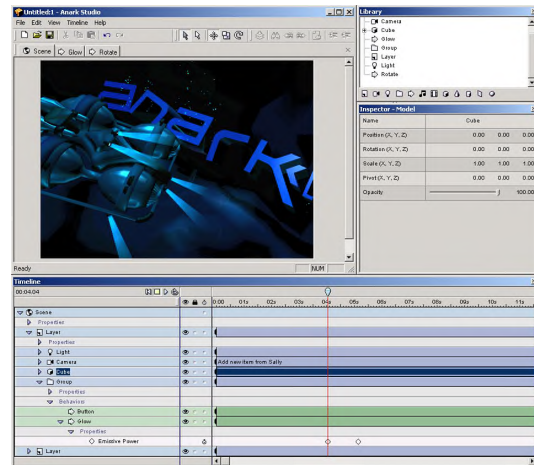 Untitled:1 - Anark Studio
File Edit View Timeline Help
Scene Glow Rotate
anark
Ready
NUM
Library
Camera
Cube
Glow
Group
Layer
Light
Rotate
Inspector - Model
Name Cube
Position (X, Y, Z) 0.00 0.00 0.00
Rotation (X, Y, Z) 0.00 0.00 0.00
Scale (X, Y, Z) 1.00 1.00 1.00
Pivot (X, Y, Z) 0.00 0.00 0.00
Opacity 100.00
Timeline
00:04.04
0:00 01s 02s 03s 04s 05s 06s 07s 08s 09s 10s 11s
Scene
Properties
Layer
Properties
Light
Camera Add new item from Sally
Cube
Group
Properties
Behaviors
Button
Glow
Properties
Emissive Power
Layer